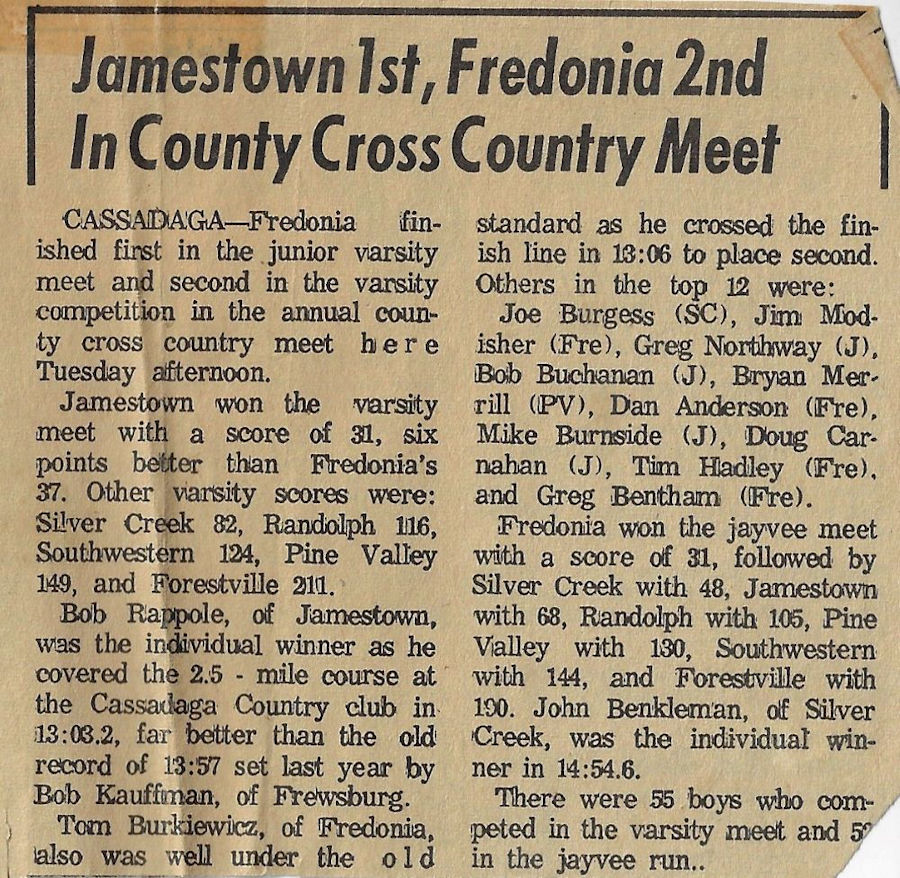 Jamestown 1st, Fredonia 2nd
In County Cross Country Meet
CASSADAGA—Fredonia fin-
ished first in the junior varsity
meet and second in the varsity
competition in the annual coun-
ty cross country meet here
Tuesday afternoon.
Jamestown won the varsity
meet with a score of 31, six
points better than Fredonia's
37. Other varsity scores were:
Silver Creek 82, Randolph 116,
Southwestern 124, Pine Valley
149, and Forestville 211.
Bob Rappole, of Jamestown,
was the individual winner as he
covered the 2.5 - mile course at
the Cassadaga Country club in
13:03.2, far better than the old
record of 13:57 set last year by
Bob Kauffman, of Frewsburg.
Tom Burkiewicz, of Fredonia,
also was well under the old
standard as he crossed the fin-
ish line in 13:06 to place second.
Others in the top 12 were:
Joe Burgess (SC), Jim Mod-
isher (Fre), Greg Northway (J),
Bob Buchanan (J), Bryan Mer-
rill (PV), Dan Anderson (Fre),
Mike Burnside (J), Doug Car-
nahan (J), Tim Hadley (Fre),
and Greg Bentham (Fre).
Fredonia won the jayvee meet
with a score of 31, followed by
Silver Creek with 48, Jamestown
with 68, Randolph with 105, Pine
Valley with 130, Southwestern
with 144, and Forestville with
190. John Benkleman, of Silver
Creek, was the individual win-
ner in 14:54.6.
There were 55 boys who com-
peted in the varsity meet and
in the jayvee run..